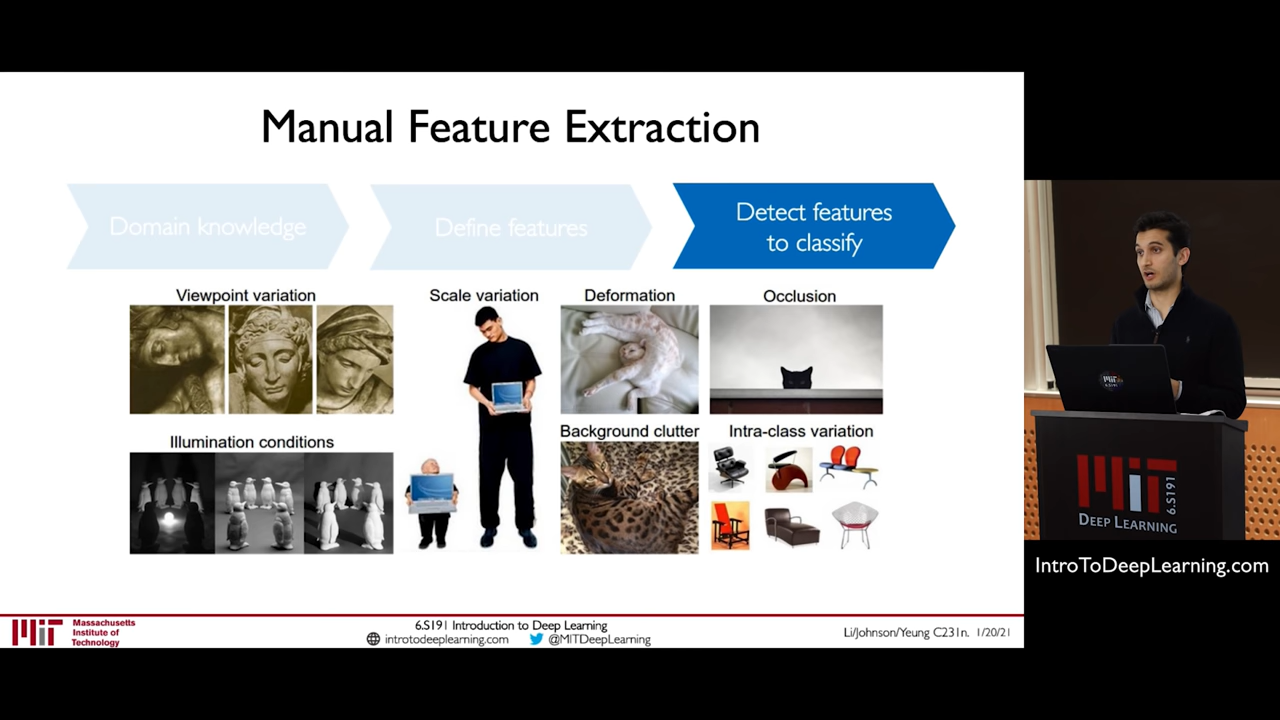 Manual Feature Extraction
Domain knowledge
Define features
Detect features
to classify
Viewpoint variation
Scale variation
Deformation
Occlusion
Illumination conditions
Background clutter
Intra-class variation
Massachusetts
Institute of
Technology
6.S191 Introduction to Deep Learning
introtodeeplearning.com
@MITDeepLearning
Li/Johnson/Yeung C231n.
1/20/21
MIT
MIT
6.S191
DEEP LEARNING
IntroToDeepLearning.com